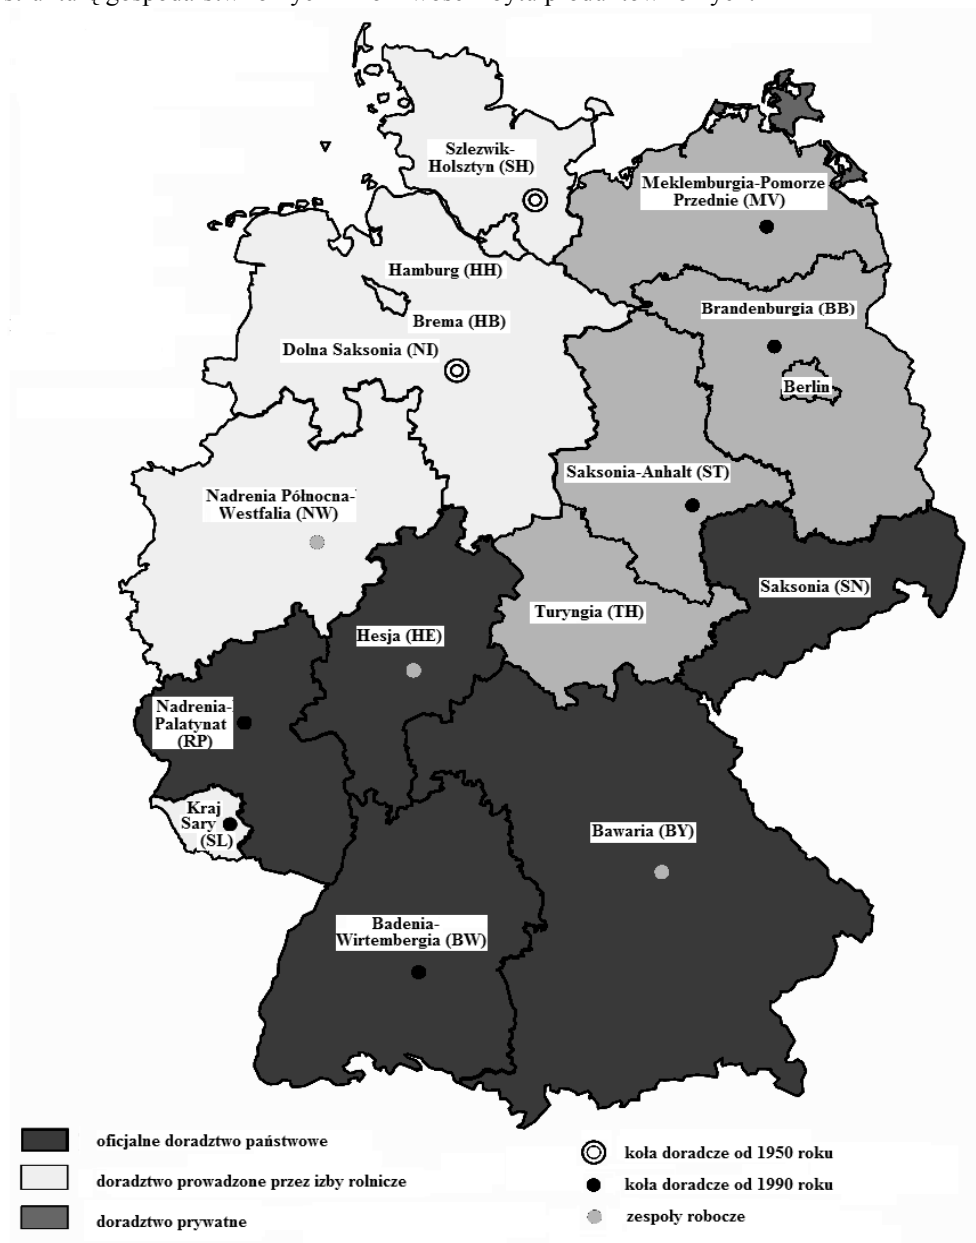 Szlezwik-
Holsztyn (SH)
Meklemburgia-Pomorze
Przednie (MV)
Hamburg (HH)
Brema (HB)
Brandenburgia (BB)
Dolna Saksonia (NI)
Berlin
Saksonia-Anhalt (ST)
Nadrenia Północna-
Westfalia (NW)
Saksonia (SN)
Turyngia (TH)
Hesja (HE)
Nadrenia-
Palatynat
(RP)
Kraj
Sary
(SL)
Bawaria (BY)
Badenia-
Wirtembergia (BW)
oficjalne doradztwo państwowe
doradztwo prowadzone przez izby rolnicze
doradztwo prywatne
koła doradcze od 1950 roku
koła doradcze od 1990 roku
zespoły robocze